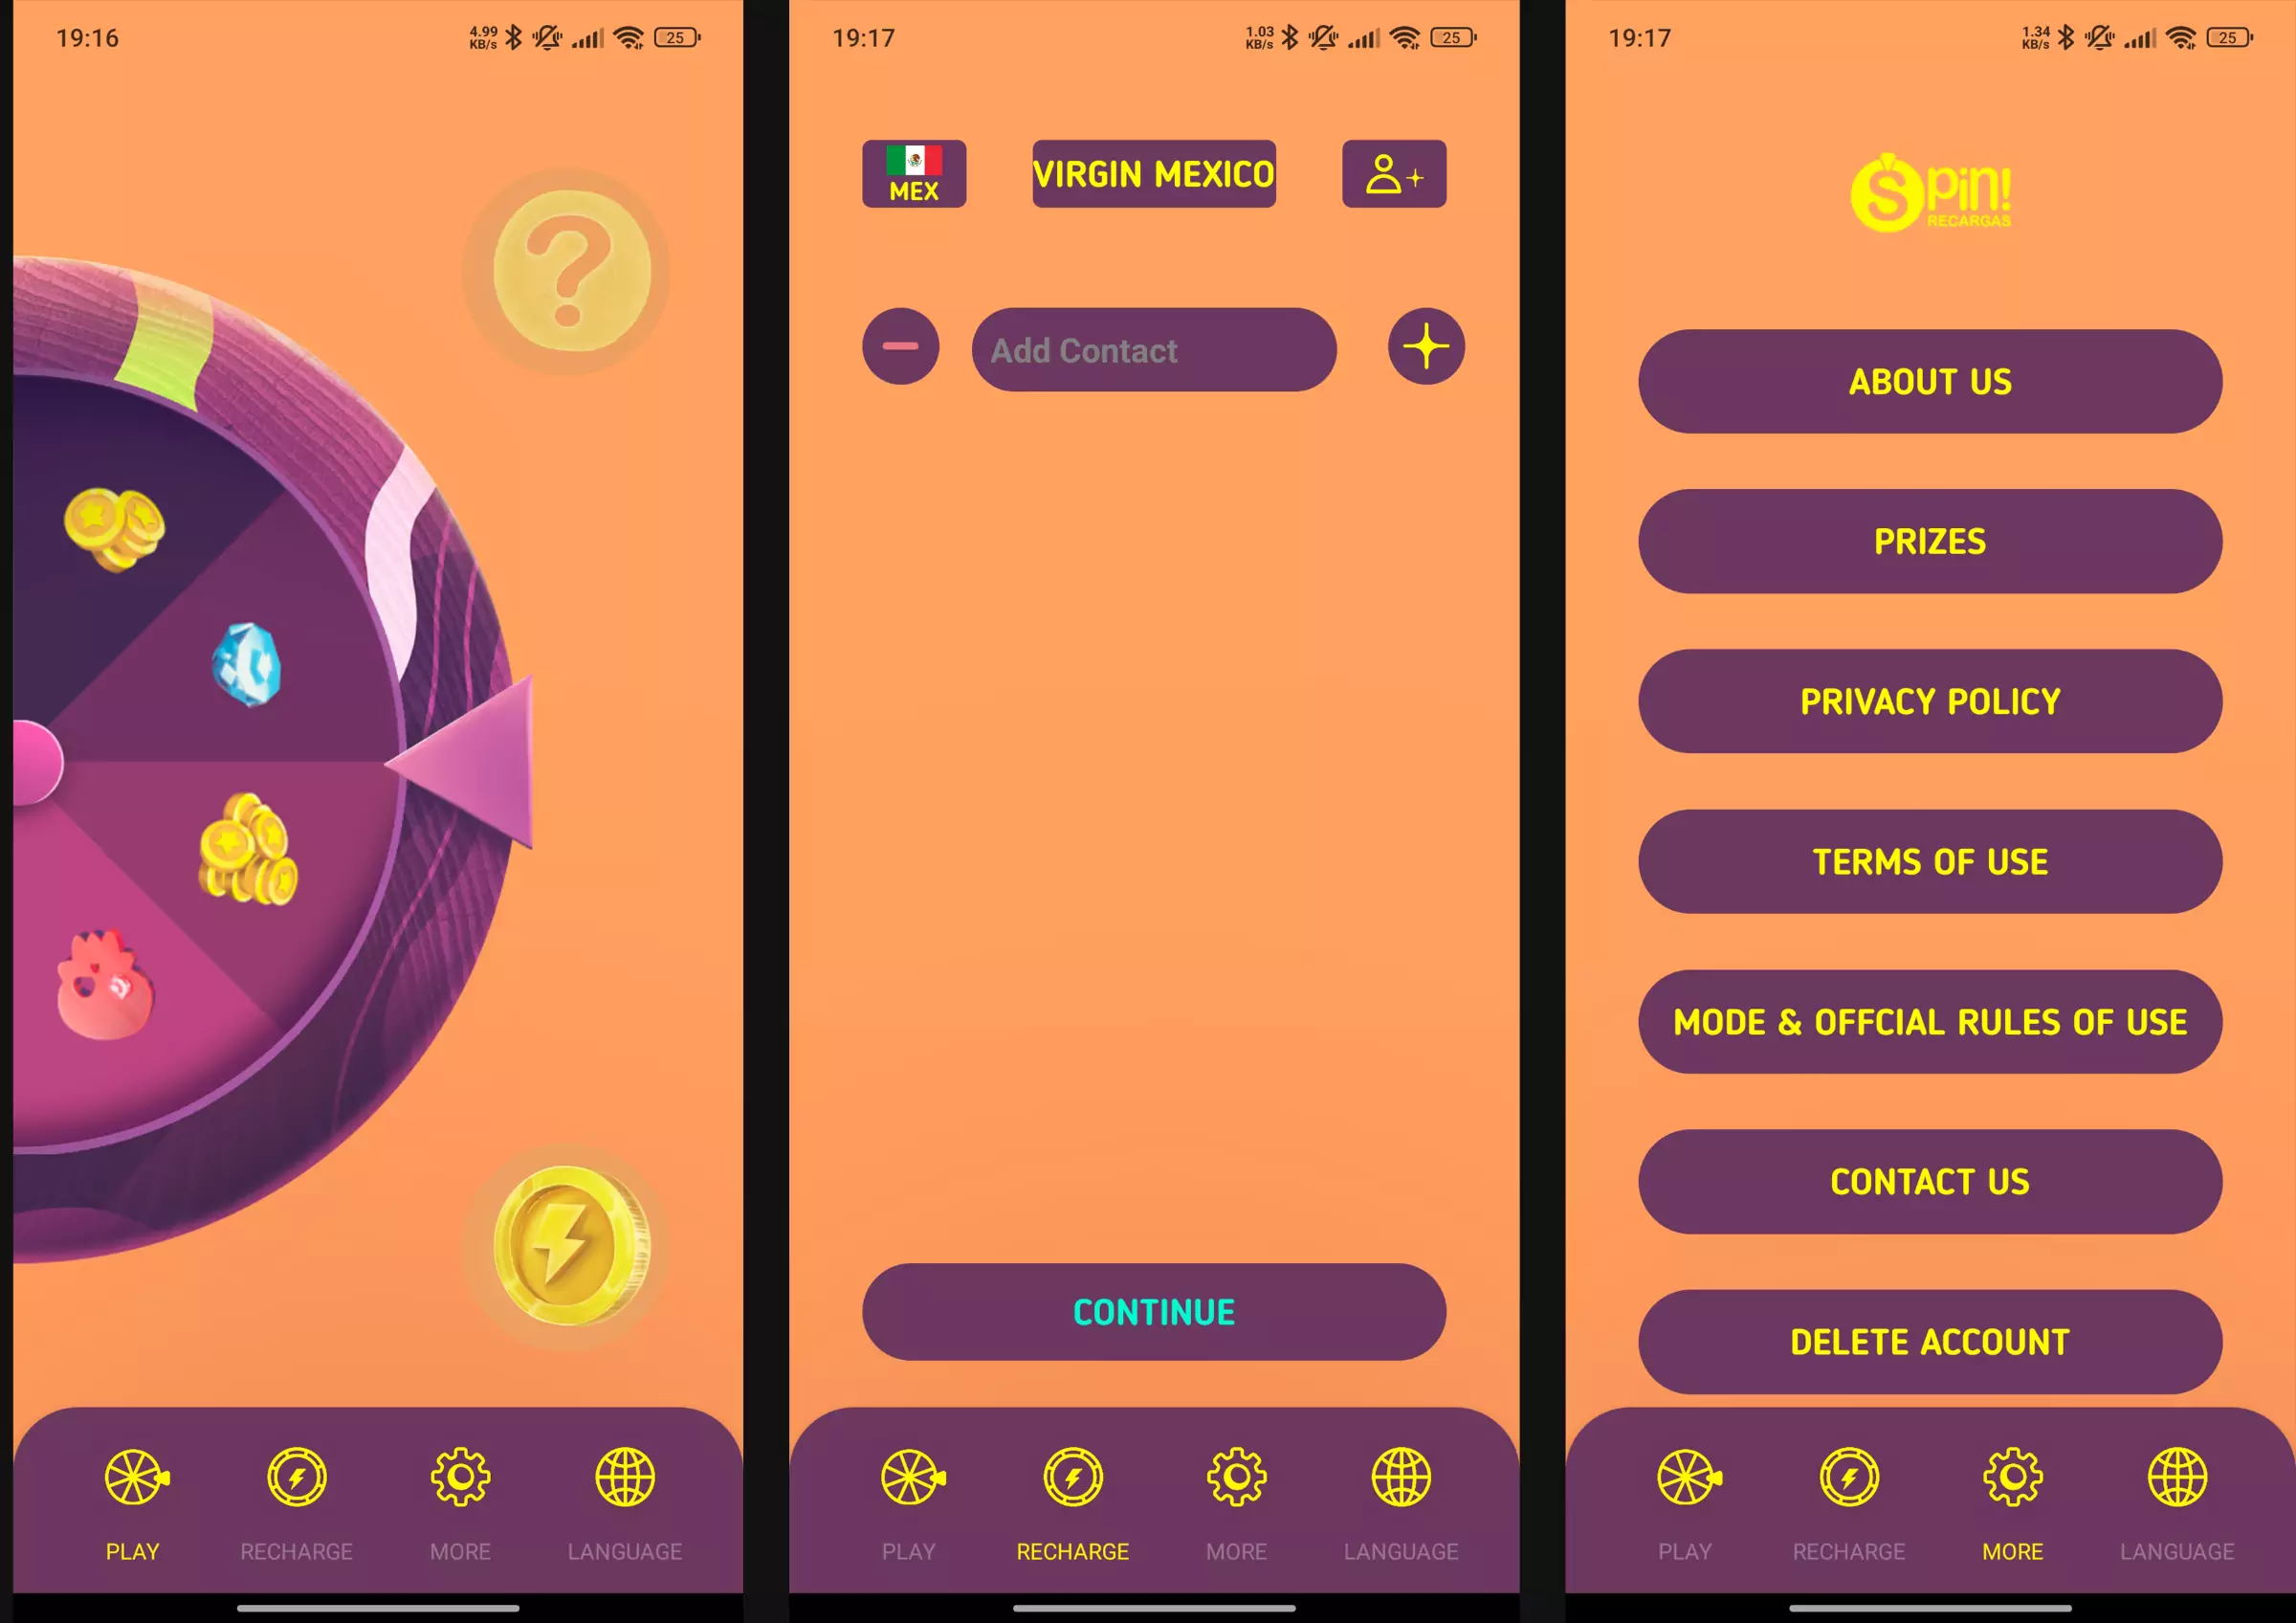 19:16
4.99
KB/s
25
PLAY
RECHARGE
MORE
LANGUAGE
19:17
1.03
KB/s
25
MEX
VIRGIN MEXICO
Add Contact
CONTINUE
PLAY
RECHARGE
MORE
LANGUAGE
19:17
1.34
KB/s
25
Spin!
RECARGAS
ABOUT US
PRIZES
PRIVACY POLICY
TERMS OF USE
MODE & OFFCIAL RULES OF USE
CONTACT US
DELETE ACCOUNT
PLAY
RECHARGE
MORE
LANGUAGE